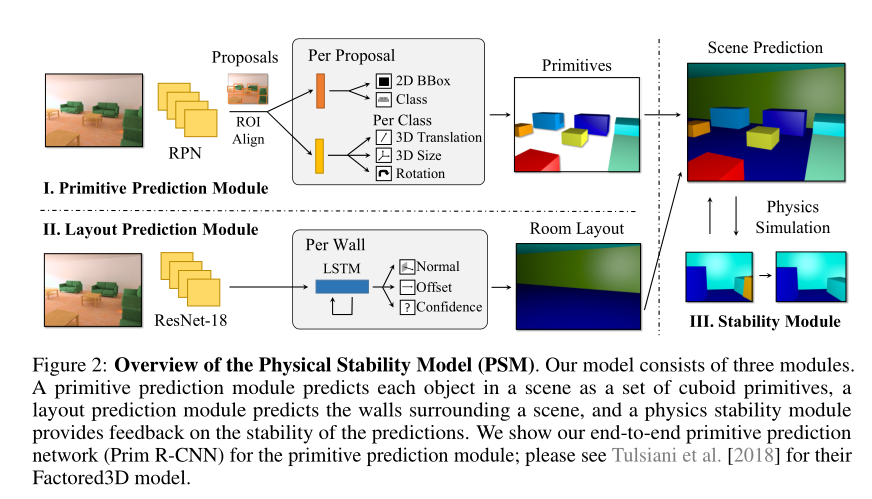 Proposals
RPN
ROI
Align
Per Proposal
2D BBox
Class
Per Class
3D Translation
3D Size
Rotation
Primitives
Scene Prediction
I. Primitive Prediction Module
II. Layout Prediction Module
ResNet-18
Per Wall
LSTM
Normal
Offset
? Confidence
Room Layout
Physics
Simulation
III. Stability Module
Figure 2: Overview of the Physical Stability Model (PSM). Our model consists of three modules.
A primitive prediction module predicts each object in a scene as a set of cuboid primitives, a
layout prediction module predicts the walls surrounding a scene, and a physics stability module
provides feedback on the stability of the predictions. We show our end-to-end primitive prediction
network (Prim R-CNN) for the primitive prediction module; please see Tulsiani et al. [2018] for their
Factored3D model.